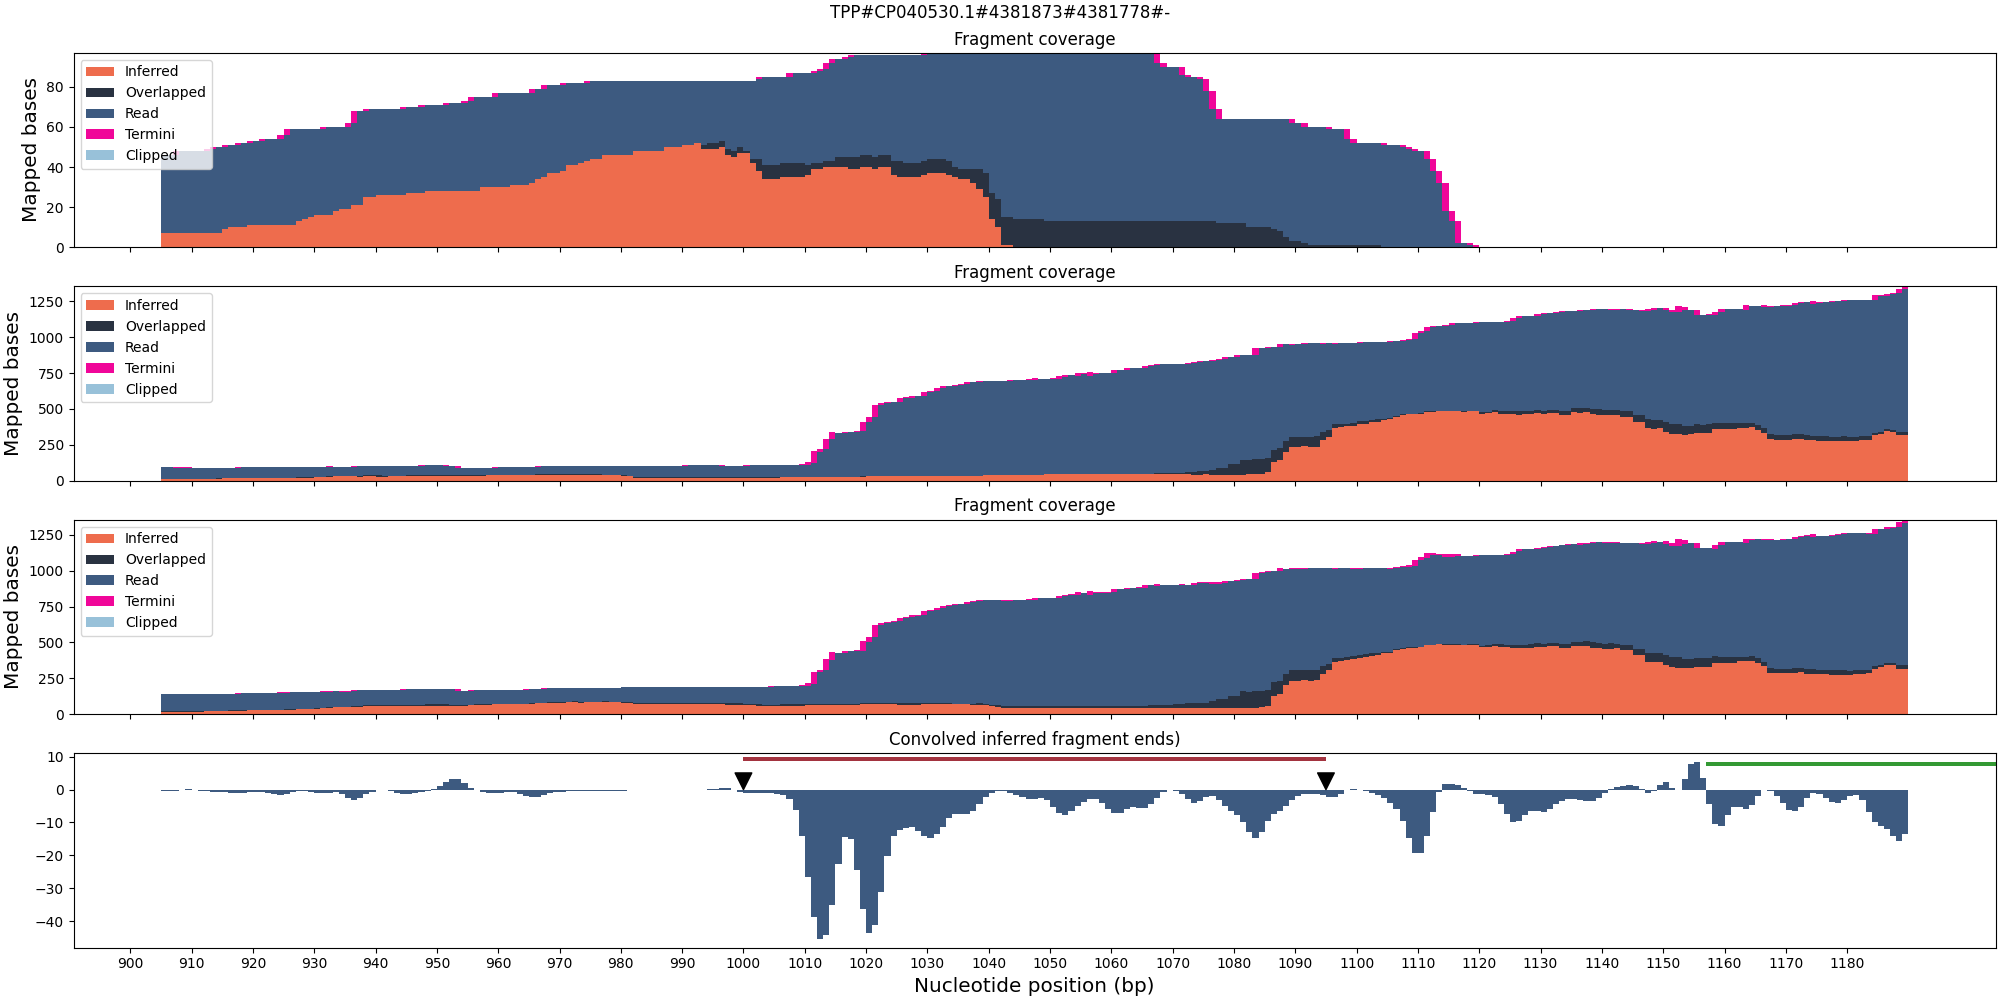 TPP#CP040530.1#4381873#4381778#-
Fragment coverage
Mapped bases
80
60
40
20
0
Inferred
Overlapped
Read
Termini
Clipped
Fragment coverage
Mapped bases
1250
1000
750
500
250
0
Inferred
Overlapped
Read
Termini
Clipped
Fragment coverage
Mapped bases
1250
1000
750
500
250
0
Inferred
Overlapped
Read
Termini
Clipped
Convolved inferred fragment ends)
10
0
−10
−20
−30
−40
900 910 920 930 940 950 960 970 980 990 1000 1010 1020 1030 1040 1050 1060 1070 1080 1090 1100 1110 1120 1130 1140 1150 1160 1170 1180
Nucleotide position (bp)